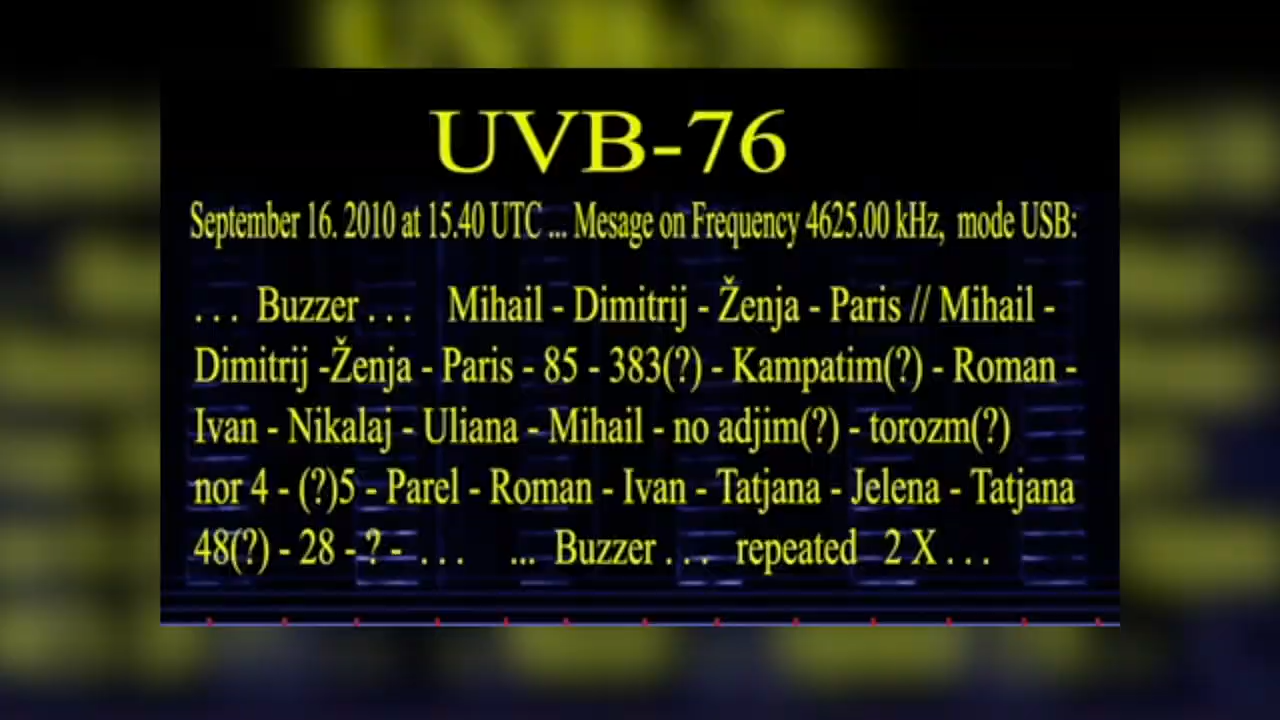 UVB-76
September 16. 2010 at 15.40 UTC ... Mesage on Frequency 4625.00 kHz, mode USB:
. . . Buzzer . . . Mihail - Dimitrij - Ženja - Paris // Mihail -
Dimitrij -Ženja - Paris - 85 - 383(?) - Kampatim(?) - Roman -
Ivan - Nikalaj - Uliana - Mihail - no adjim(?) - torozm(?)
nor 4 - (?)5 - Parel - Roman - Ivan - Tatjana - Jelena - Tatjana
48(?) - 28 - ? - . . . ... Buzzer . . . repeated 2 X . . .